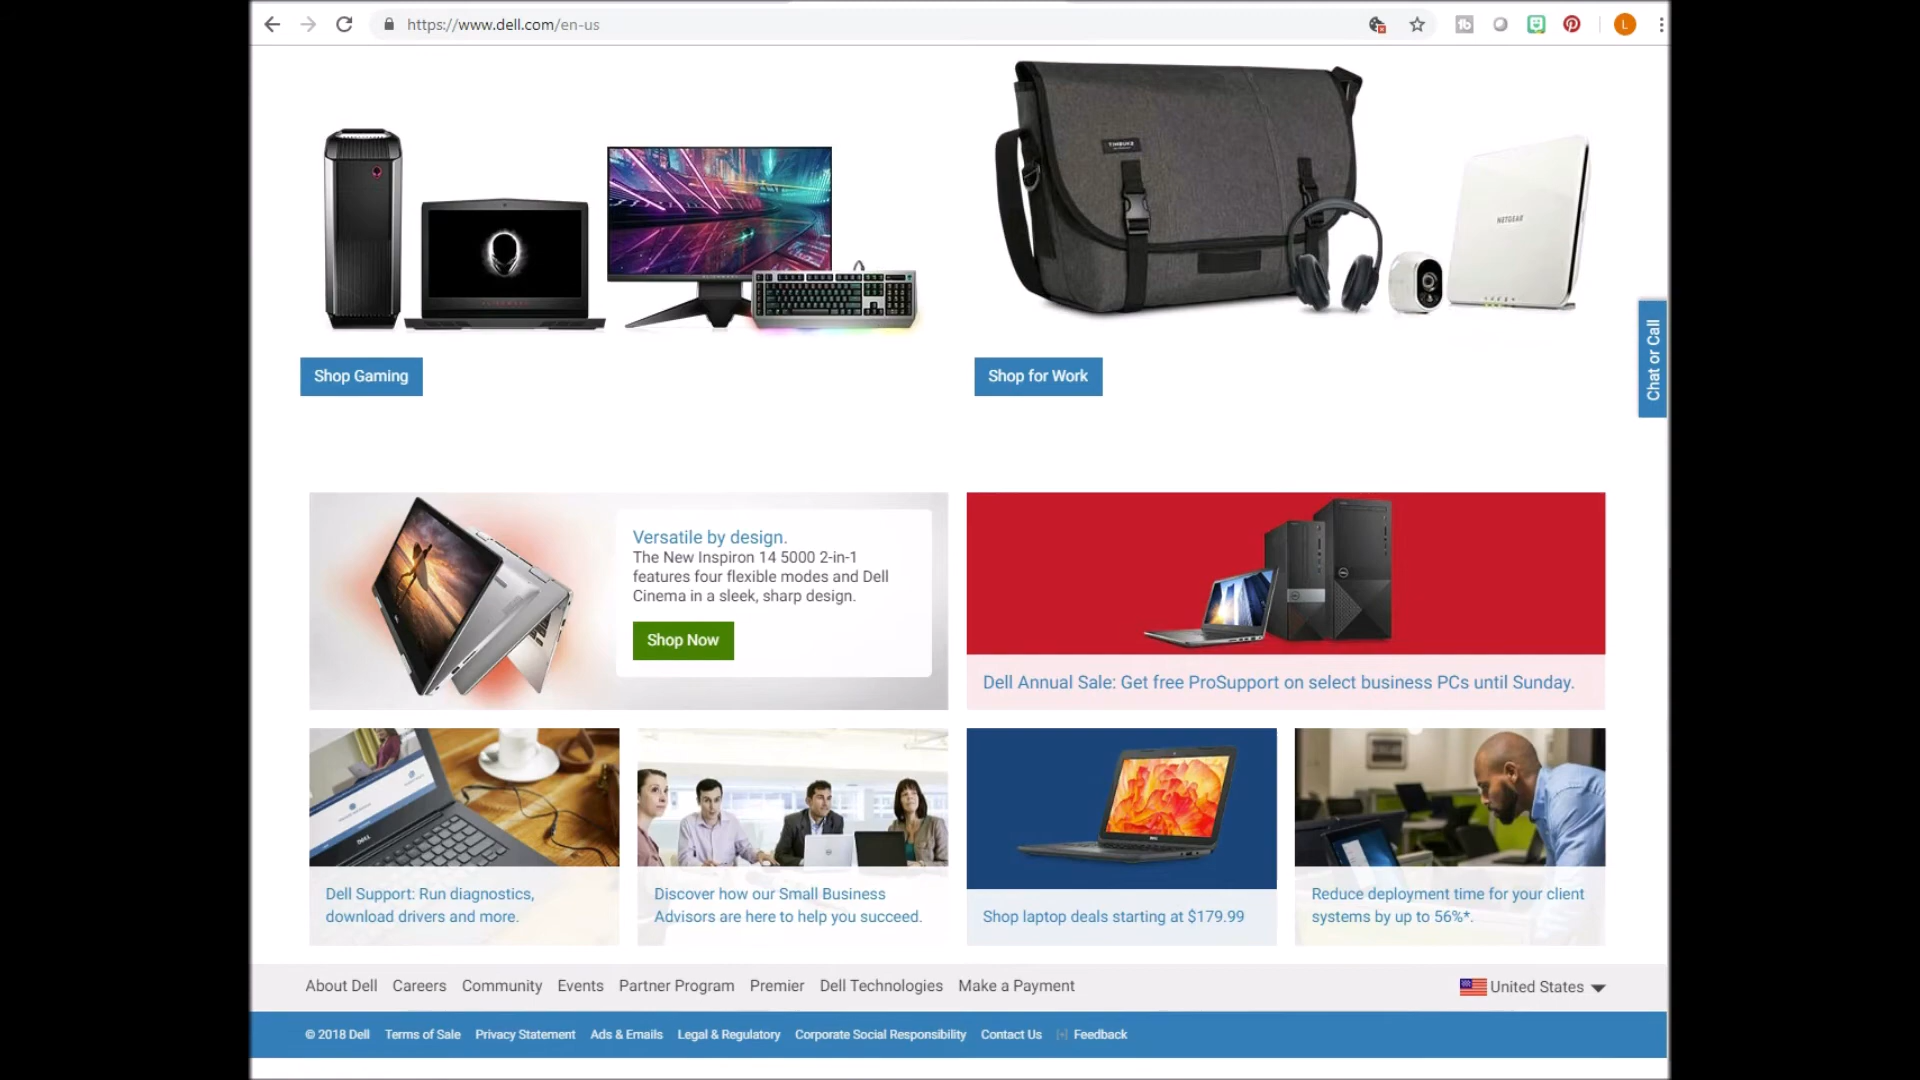 https://www.dell.com/en-us
tb
L
TIMBUK2
NETGEAR
Shop Gaming
Shop for Work
Chat or Call
Versatile by design.
The New Inspiron 14 5000 2-in-1
features four flexible modes and Dell
Cinema in a sleek, sharp design.
Shop Now
Dell Annual Sale: Get free ProSupport on select business PCs until Sunday.
Dell Support: Run diagnostics,
download drivers and more.
Discover how our Small Business
Advisors are here to help you succeed.
Shop laptop deals starting at $179.99
Reduce deployment time for your client
systems by up to 56%*.
About Dell Careers Community Events Partner Program Premier Dell Technologies Make a Payment
United States
© 2018 Dell Terms of Sale Privacy Statement Ads & Emails Legal & Regulatory Corporate Social Responsibility Contact Us [+] Feedback